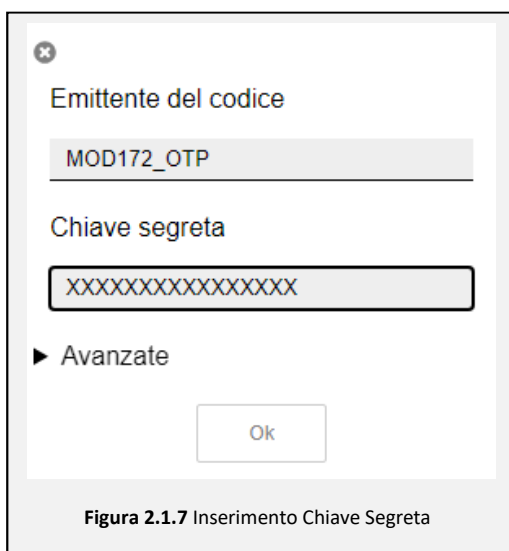 Emittente del codice
MOD172_OTP
Chiave segreta
XXXXXXXXXXXXXXXX
Avanzate
Ok
Figura 2.1.7 Inserimento Chiave Segreta